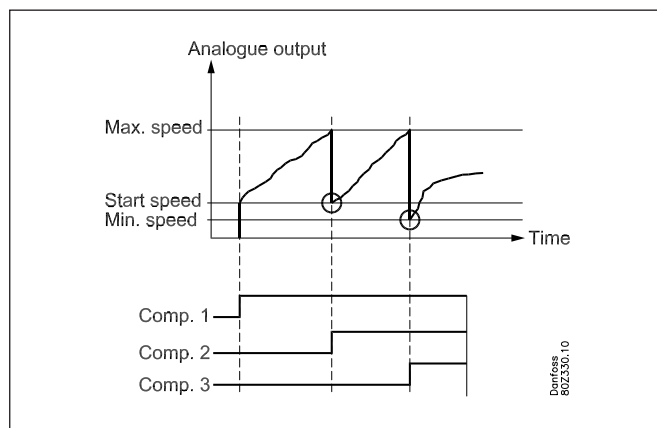 Analogue output
Max. speed
Start speed
Min. speed
Time
Comp. 1
Comp. 2
Comp. 3
Danfoss
80Z330.10